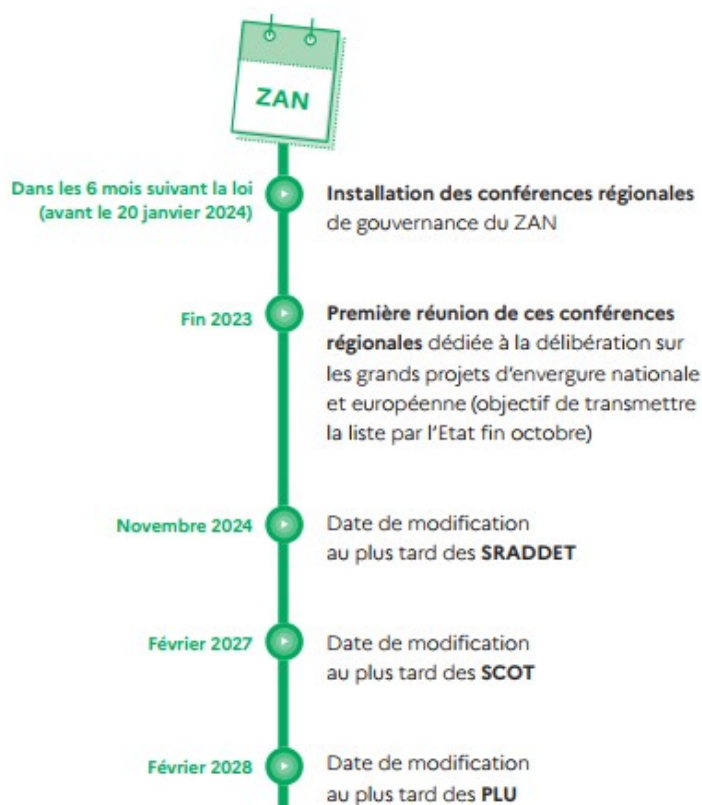 ZAN
Dans les 6 mois suivant la loi
(avant le 20 janvier 2024)
Installation des conférences régionales
de gouvernance du ZAN
Fin 2023
Première réunion de ces conférences
régionales dédiée à la délibération sur
les grands projets d'envergure nationale
et européenne (objectif de transmettre
la liste par l'Etat fin octobre)
Novembre 2024
Date de modification
au plus tard des SRADDET
Février 2027
Date de modification
au plus tard des SCOT
Février 2028
Date de modification
au plus tard des PLU